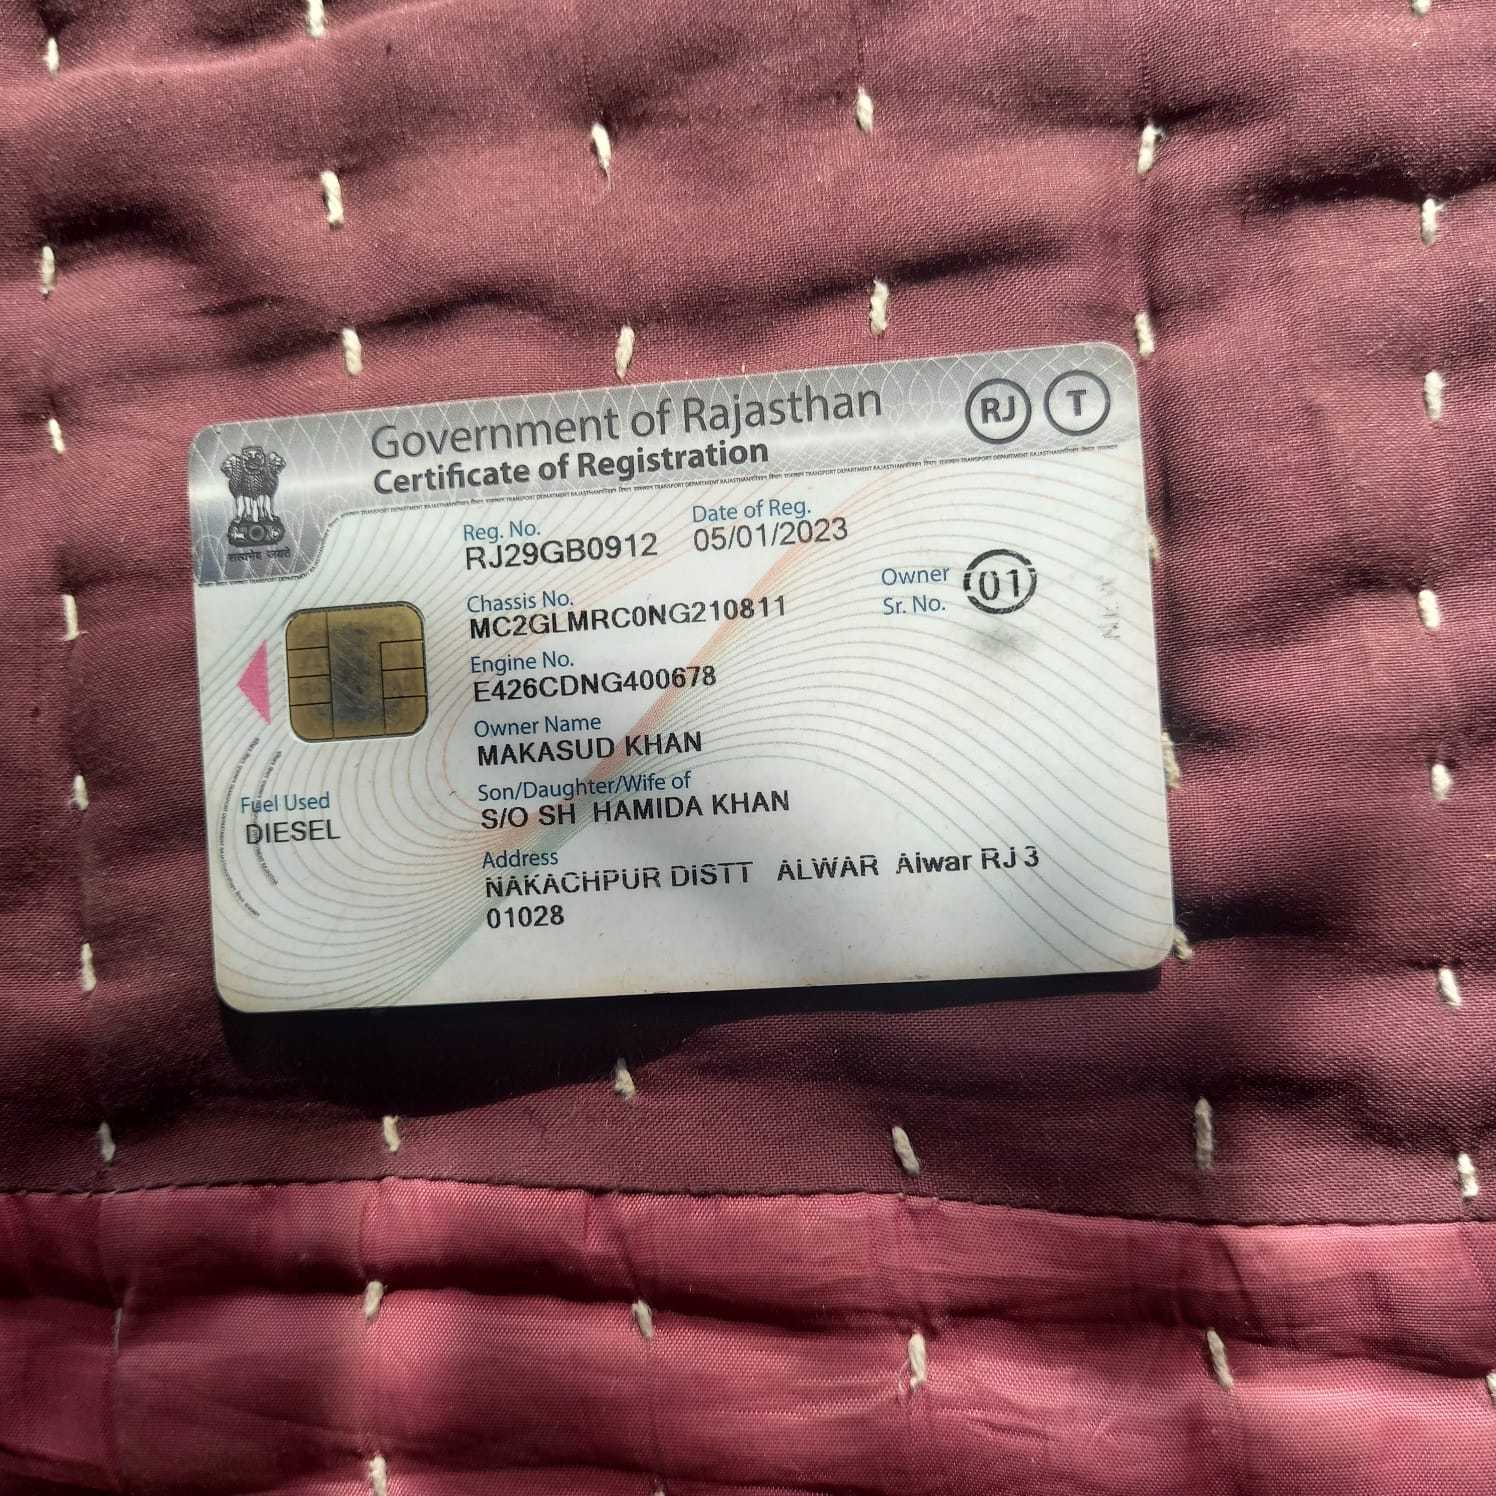 Government of Rajasthan
Certificate of Registration
RJ T
सत्यमेव जयते
Reg. No.
RJ29GB0912
Date of Reg.
05/01/2023
Chassis No.
MC2GLMRC0NG210811
Owner Sr. No. 01
Engine No.
E426CDNG400678
Owner Name
MAKASUD KHAN
Son/Daughter/Wife of
S/O SH HAMIDA KHAN
Fuel Used
DIESEL
Address
NAKACHPUR DISTT ALWAR Alwar RJ 3
01028